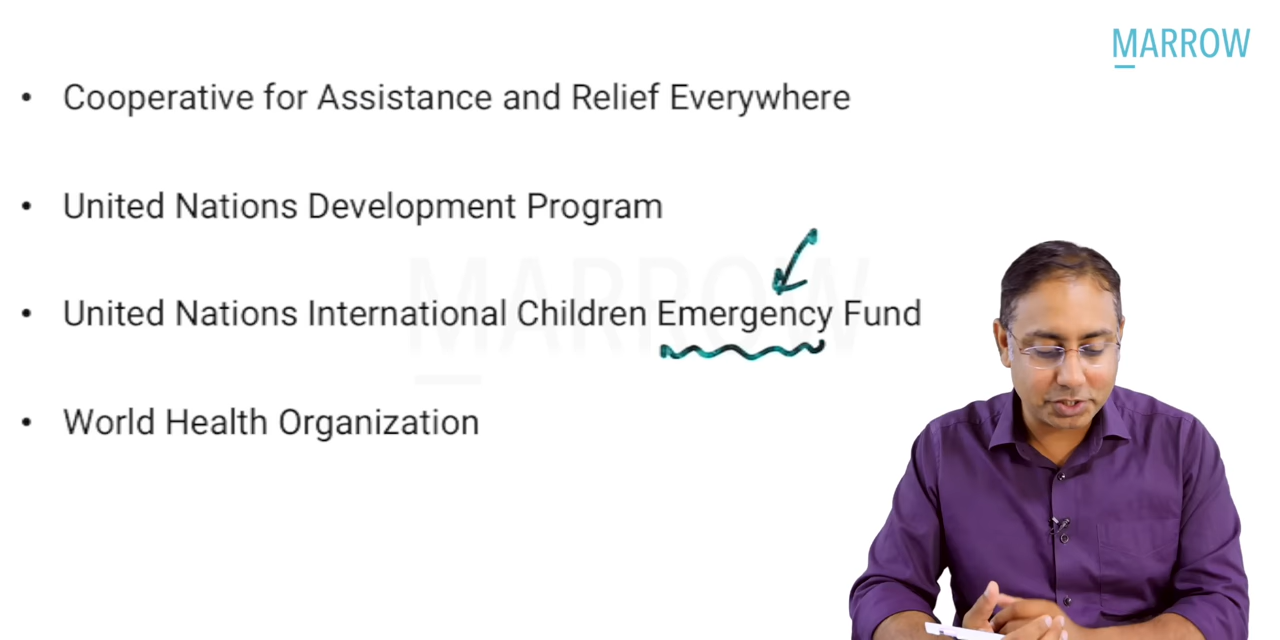 MARROW
• Cooperative for Assistance and Relief Everywhere
• United Nations Development Program
• United Nations International Children Emergency Fund
• World Health Organization
MARROW